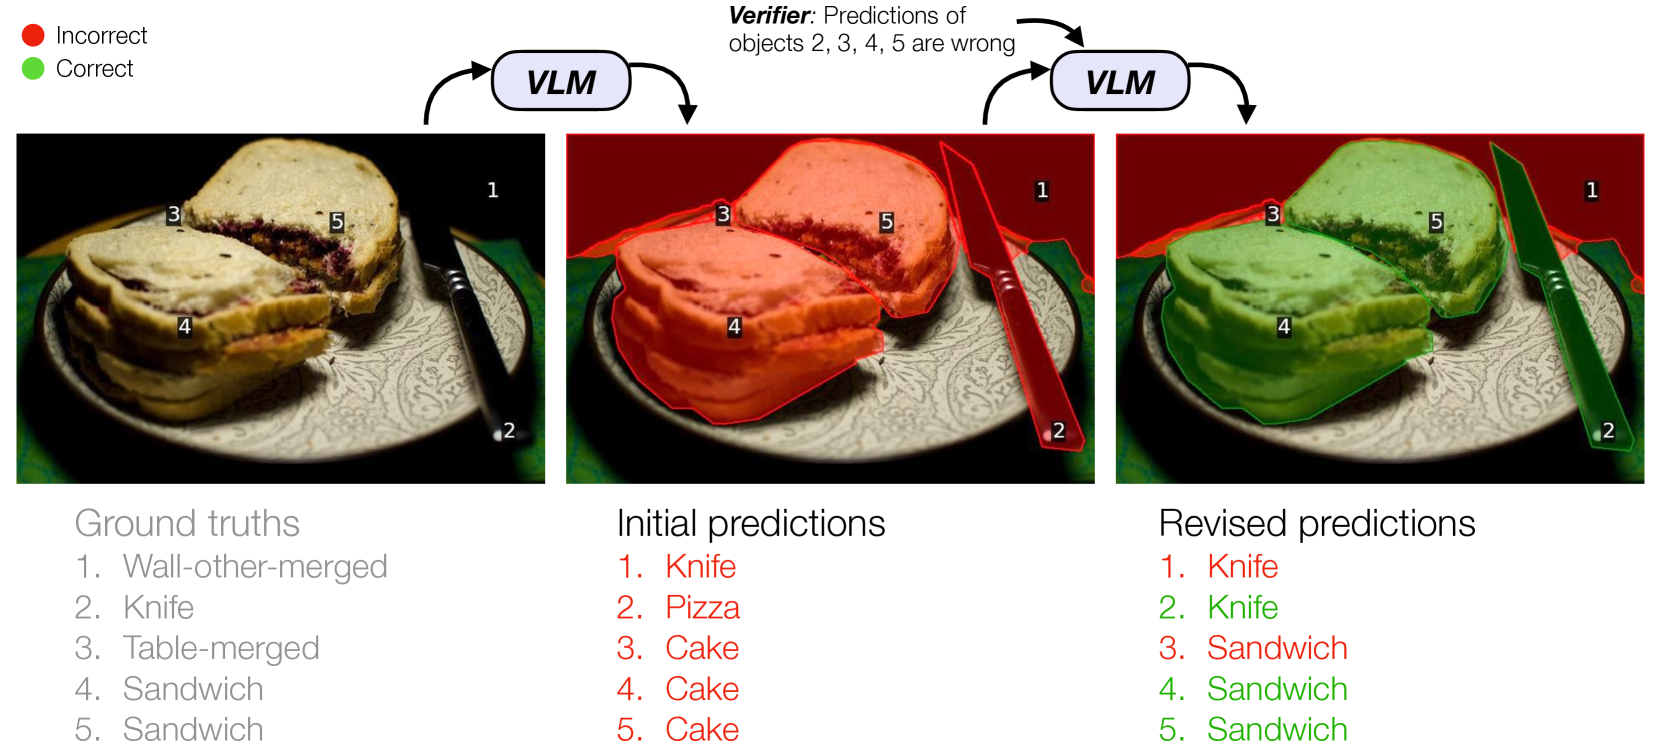 Incorrect
Correct
VLM
Verifier: Predictions of
objects 2, 3, 4, 5 are wrong
VLM
1
3
5
4
2
1
3
5
4
2
1
3
5
4
2
Ground truths
1. Wall-other-merged
2. Knife
3. Table-merged
4. Sandwich
5. Sandwich
Initial predictions
1. Knife
2. Pizza
3. Cake
4. Cake
5. Cake
Revised predictions
1. Knife
2. Knife
3. Sandwich
4. Sandwich
5. Sandwich